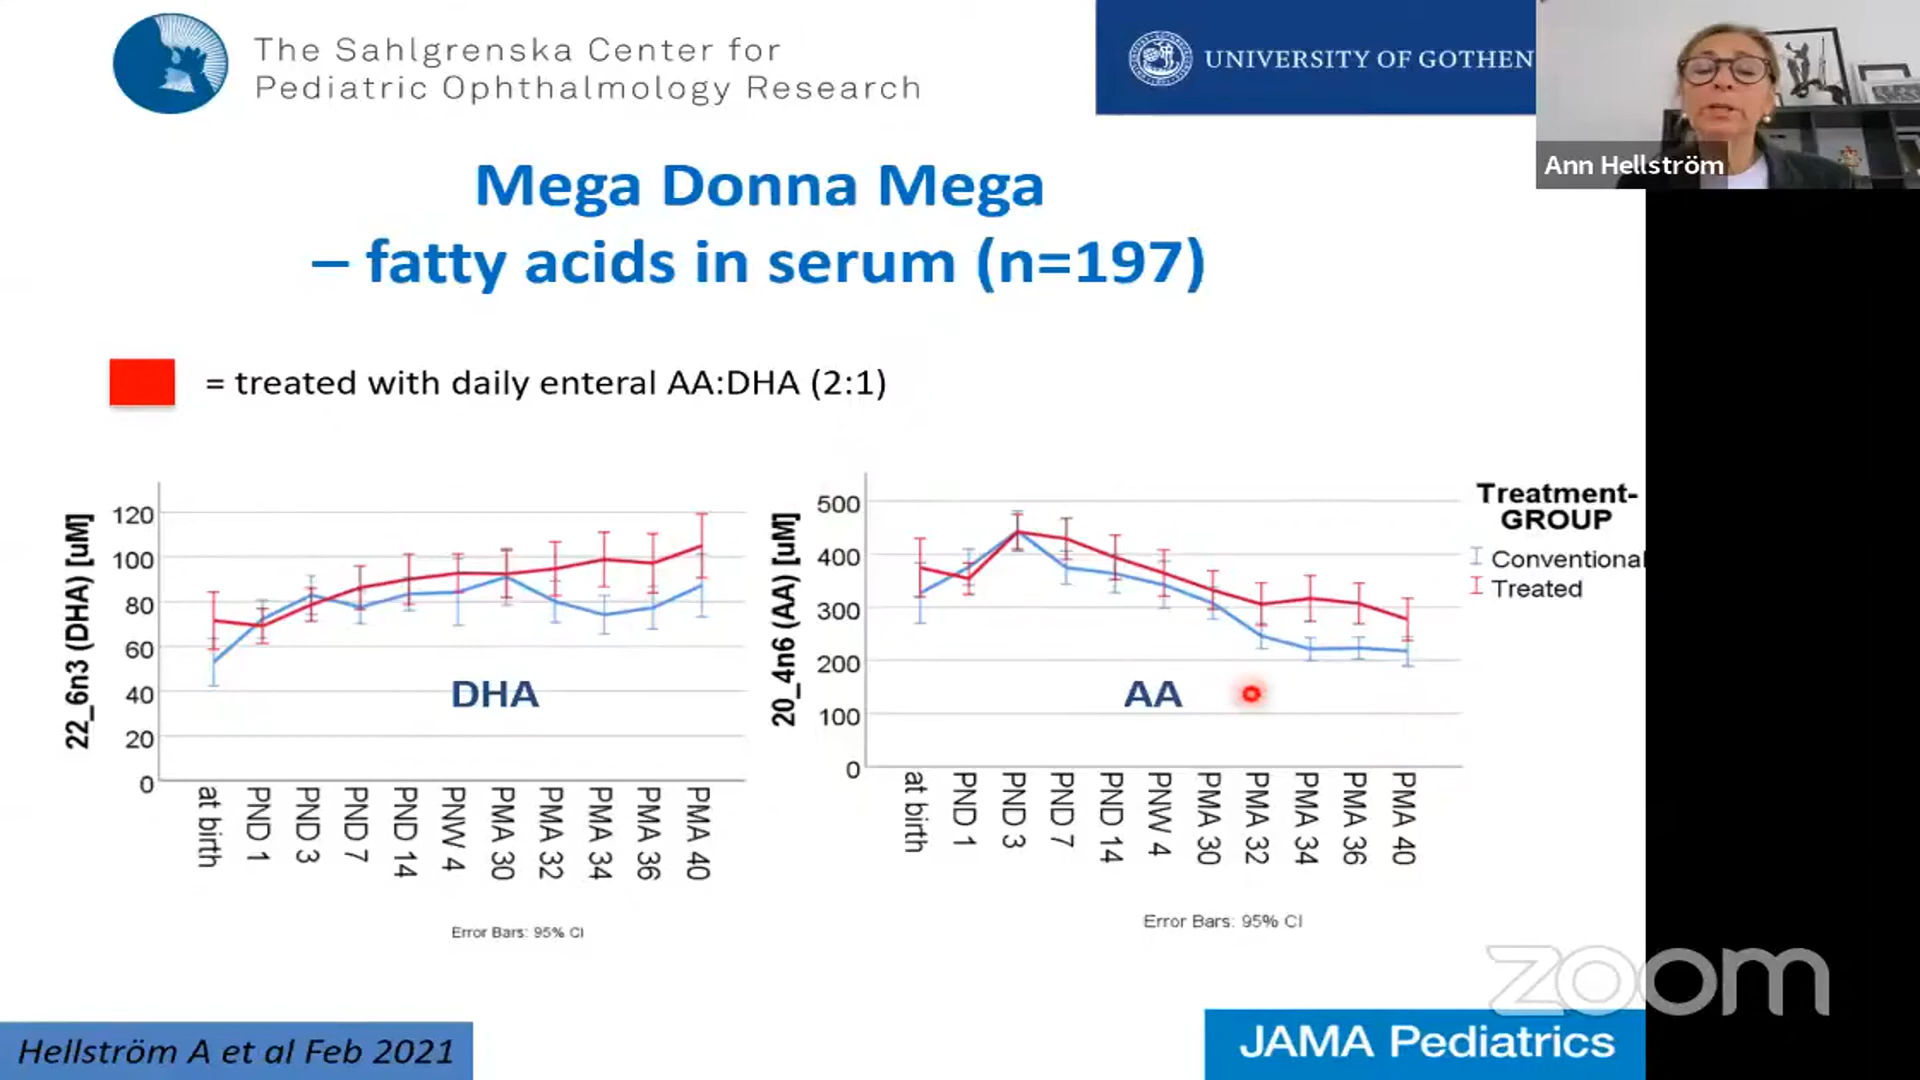 The Sahlgrenska Center for
Pediatric Ophthalmology Research
UNIVERSITY OF GOTHEN
Ann Hellström
Mega Donna Mega
– fatty acids in serum (n=197)
= treated with daily enteral AA:DHA (2:1)
22_6n3 (DHA) [uM]
120
100
80
60
40
20
0
DHA
at birth
PND 1
PND 3
PND 7
PND 14
PNW 4
PMA 30
PMA 32
PMA 34
PMA 36
PMA 40
Error Bars: 95% CI
20_4n6 (AA) [uM]
500
400
300
200
100
0
AA
at birth
PND 1
PND 3
PND 7
PND 14
PNW 4
PMA 30
PMA 32
PMA 34
PMA 36
PMA 40
Error Bars: 95% CI
Treatment-
GROUP
Conventional
Treated
zoom
Hellström A et al Feb 2021
JAMA Pediatrics